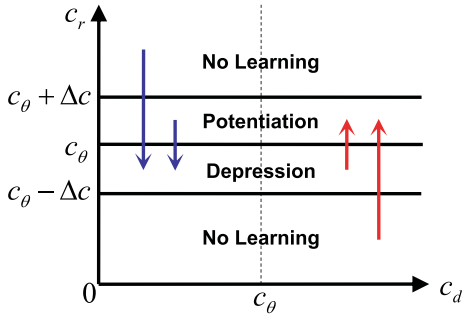 c_r
No Learning
c_θ + Δc
Potentiation
c_θ
Depression
c_θ − Δc
No Learning
0
c_θ
c_d